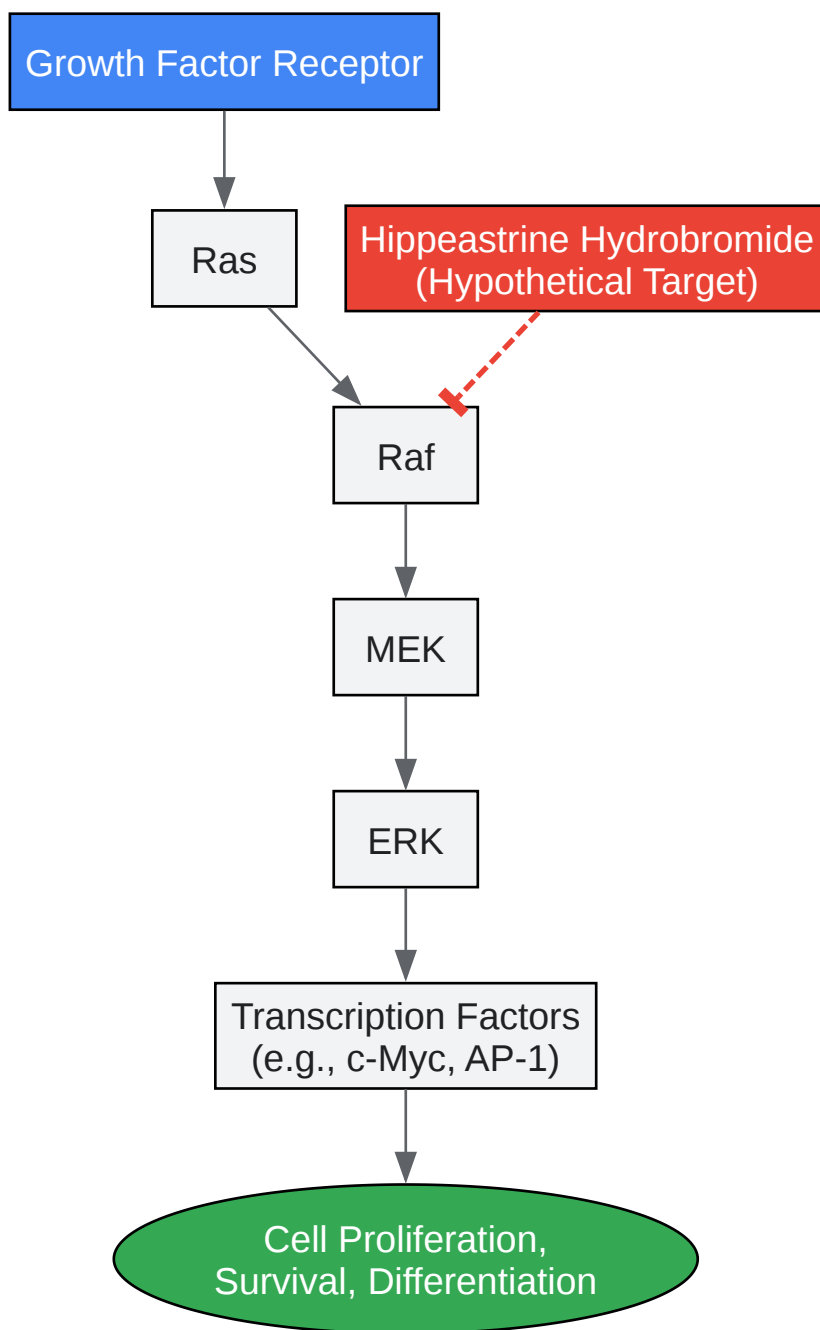 Growth Factor Receptor
Ras
Hippeastrine Hydrobromide
(Hypothetical Target)
Raf
MEK
ERK
Transcription Factors
(e.g., c-Myc, AP-1)
Cell Proliferation,
Survival, Differentiation